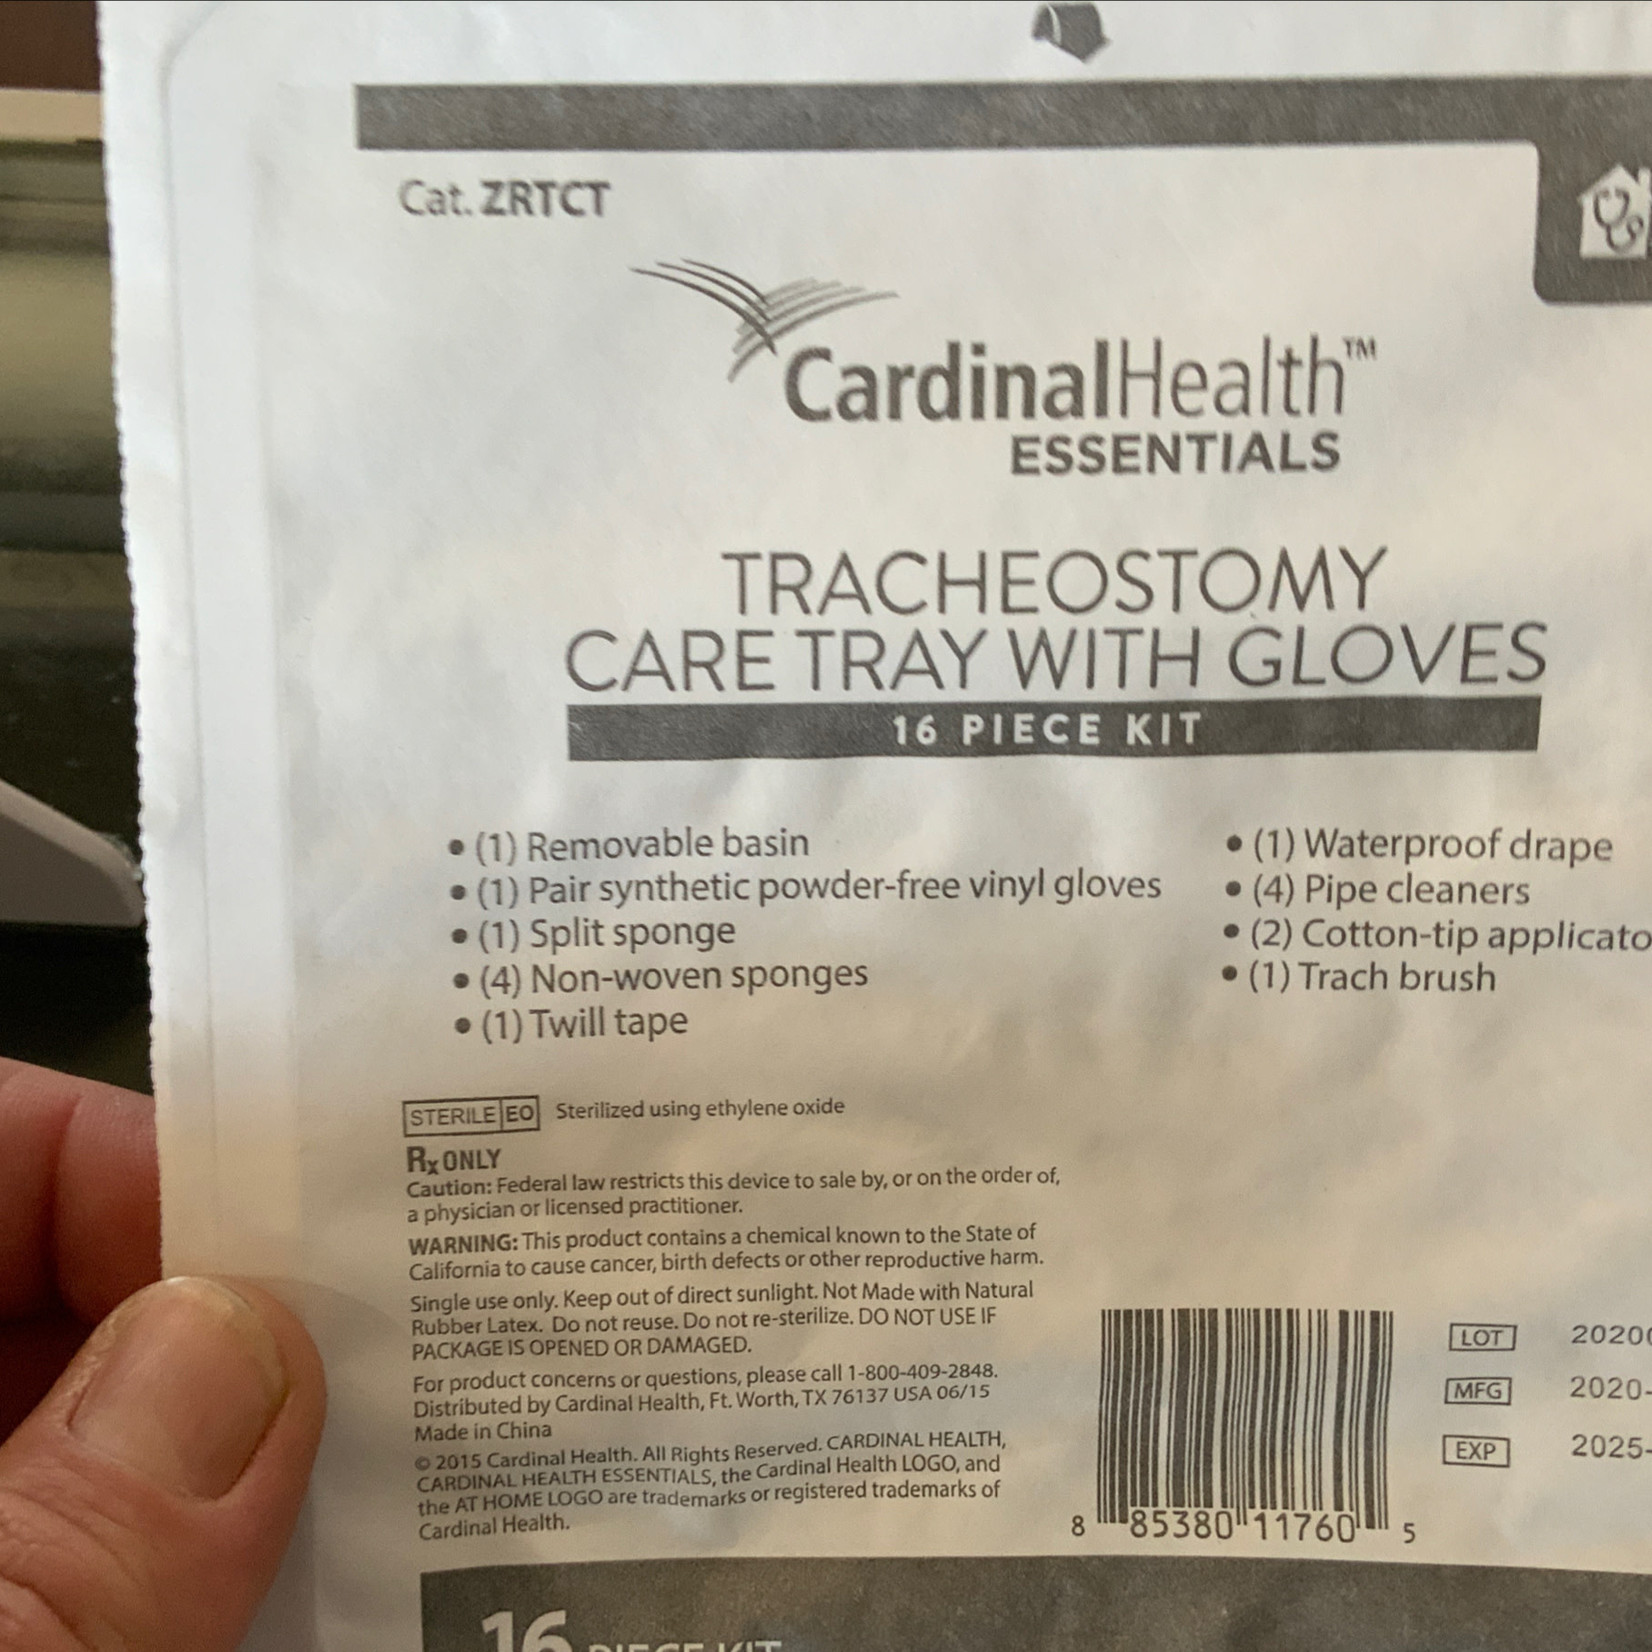 Cat. ZRTCT
CardinalHealth™
ESSENTIALS
TRACHEOSTOMY
CARE TRAY WITH GLOVES
16 PIECE KIT
• (1) Removable basin
• (1) Pair synthetic powder-free vinyl gloves
• (1) Split sponge
• (4) Non-woven sponges
• (1) Twill tape
• (1) Waterproof drape
• (4) Pipe cleaners
• (2) Cotton-tip applicato
• (1) Trach brush
STERILE EO Sterilized using ethylene oxide
Rx ONLY
Caution: Federal law restricts this device to sale by, or on the order of,
a physician or licensed practitioner.
WARNING: This product contains a chemical known to the State of
California to cause cancer, birth defects or other reproductive harm.
Single use only. Keep out of direct sunlight. Not Made with Natural
Rubber Latex. Do not reuse. Do not re-sterilize. DO NOT USE IF
PACKAGE IS OPENED OR DAMAGED.
For product concerns or questions, please call 1-800-409-2848.
Distributed by Cardinal Health, Ft. Worth, TX 76137 USA 06/15
Made in China
© 2015 Cardinal Health. All Rights Reserved. CARDINAL HEALTH,
CARDINAL HEALTH ESSENTIALS, the Cardinal Health LOGO, and
the AT HOME LOGO are trademarks or registered trademarks of
Cardinal Health.
8 85380 11760 5
LOT 2020
MFG 2020-
EXP 2025-
16 PIECE KIT